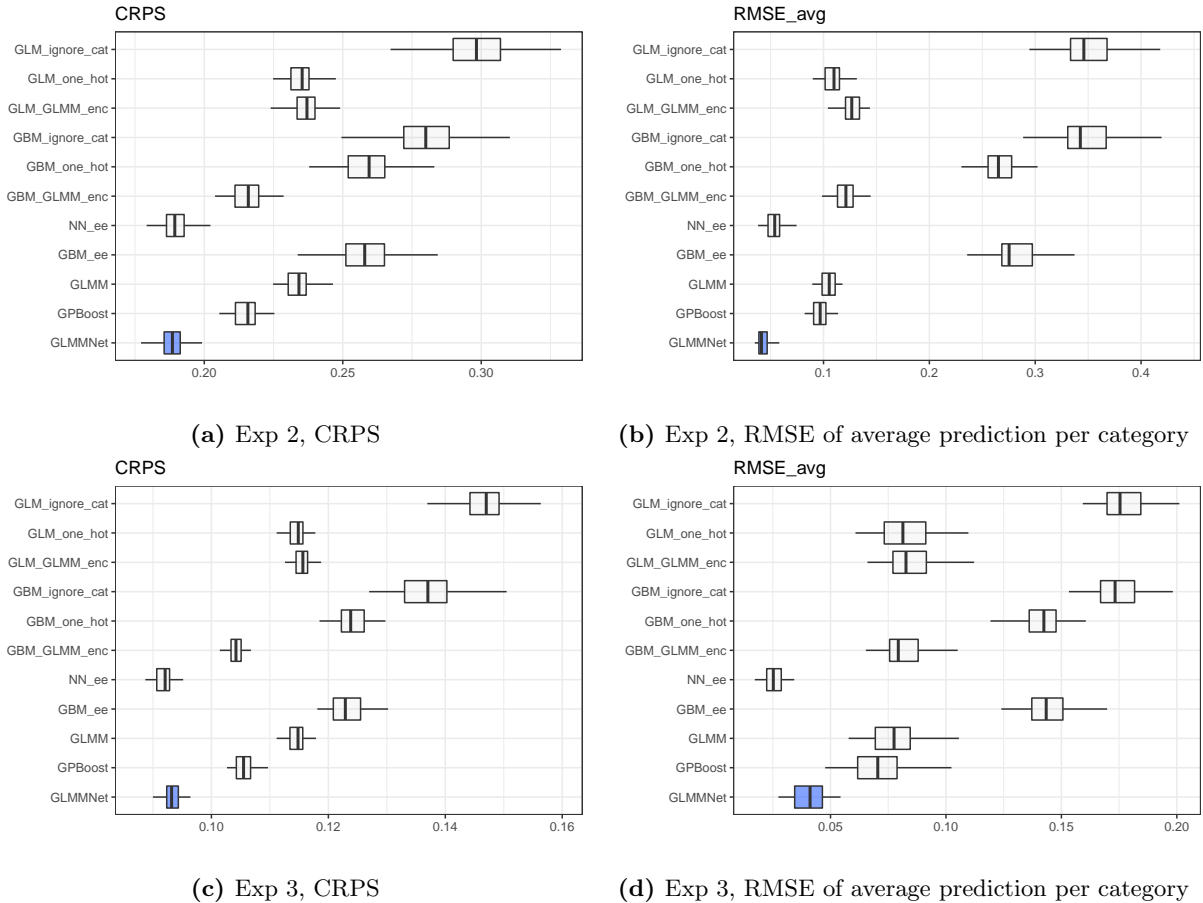 CRPS
GLM_ignore_cat
GLM_one_hot
GLM_GLMM_enc
GBM_ignore_cat
GBM_one_hot
GBM_GLMM_enc
NN_ee
GBM_ee
GLMM
GPBoost
GLMMNet
0.20 0.25 0.30
(a) Exp 2, CRPS
RMSE_avg
GLM_ignore_cat
GLM_one_hot
GLM_GLMM_enc
GBM_ignore_cat
GBM_one_hot
GBM_GLMM_enc
NN_ee
GBM_ee
GLMM
GPBoost
GLMMNet
0.1 0.2 0.3 0.4
(b) Exp 2, RMSE of average prediction per category
CRPS
GLM_ignore_cat
GLM_one_hot
GLM_GLMM_enc
GBM_ignore_cat
GBM_one_hot
GBM_GLMM_enc
NN_ee
GBM_ee
GLMM
GPBoost
GLMMNet
0.10 0.12 0.14 0.16
(c) Exp 3, CRPS
RMSE_avg
GLM_ignore_cat
GLM_one_hot
GLM_GLMM_enc
GBM_ignore_cat
GBM_one_hot
GBM_GLMM_enc
NN_ee
GBM_ee
GLMM
GPBoost
GLMMNet
0.05 0.10 0.15 0.20
(d) Exp 3, RMSE of average prediction per category